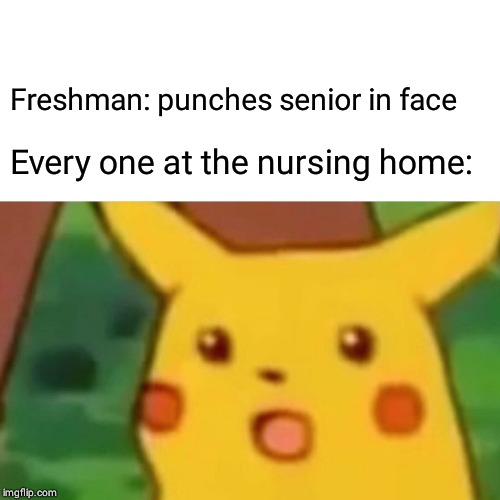 Freshman: punches senior in face
Every one at the nursing home:
imgflip.com